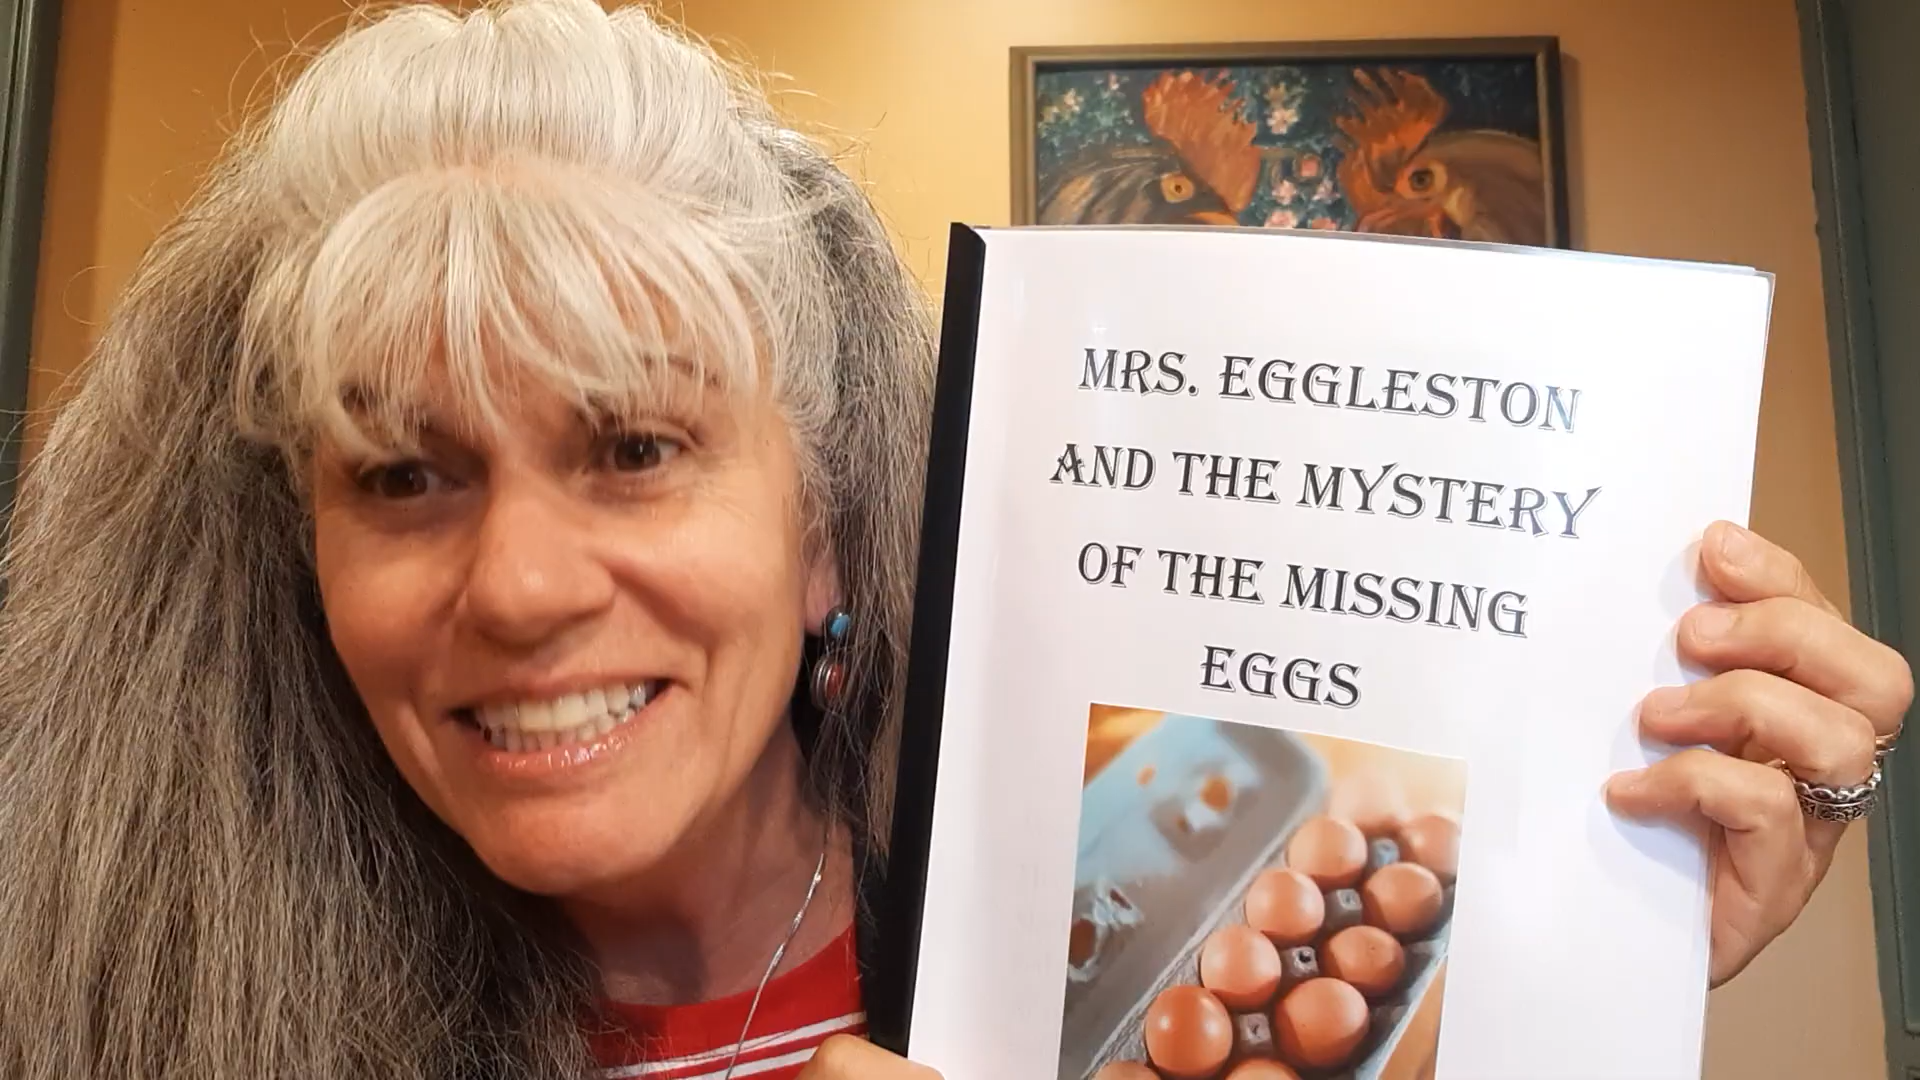 MRS. EGGLESTON
AND THE MYSTERY
OF THE MISSING
EGGS